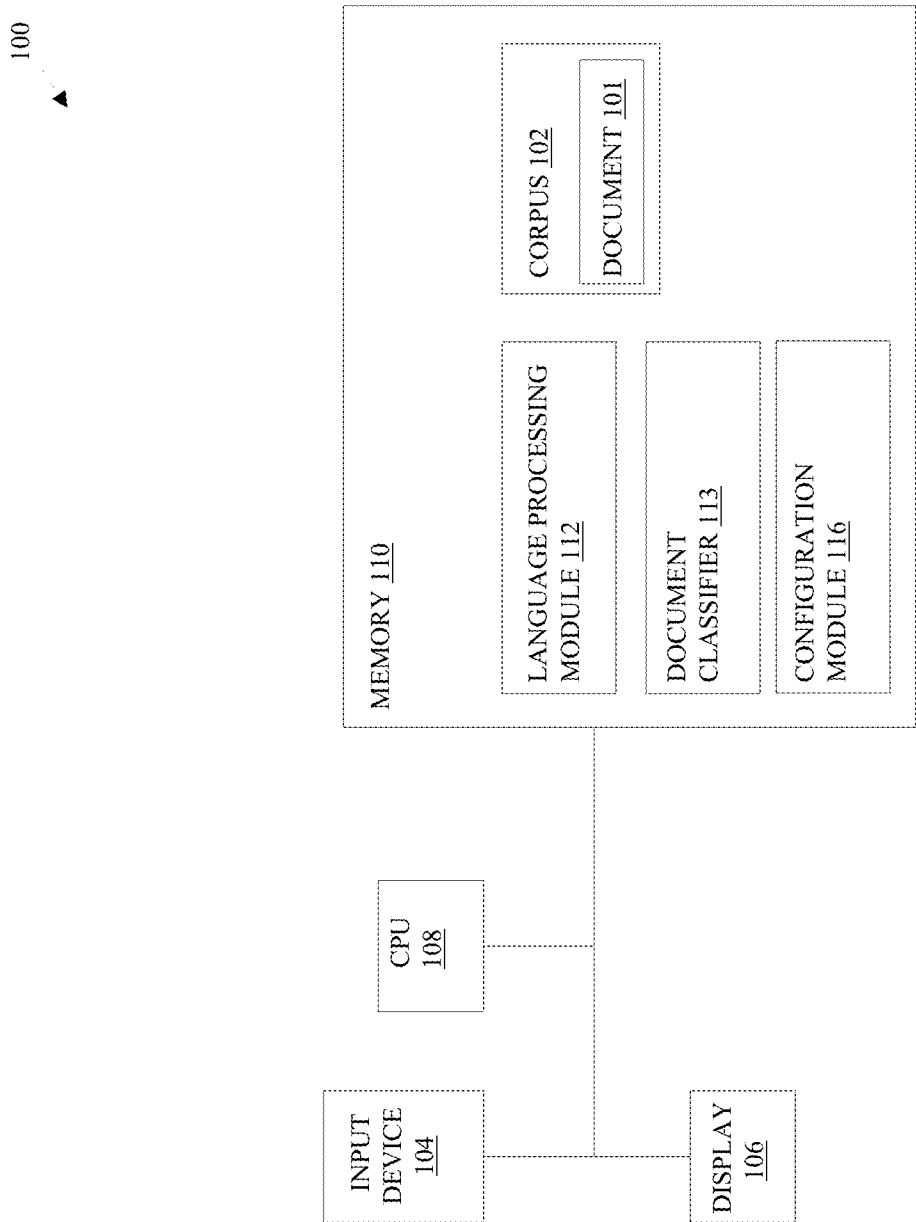 100
MEMORY 110
LANGUAGE PROCESSING
MODULE 112
DOCUMENT
CLASSIFIER 113
CONFIGURATION
MODULE 116
CORPUS 102
DOCUMENT 101
CPU
108
INPUT
DEVICE
104
DISPLAY
106